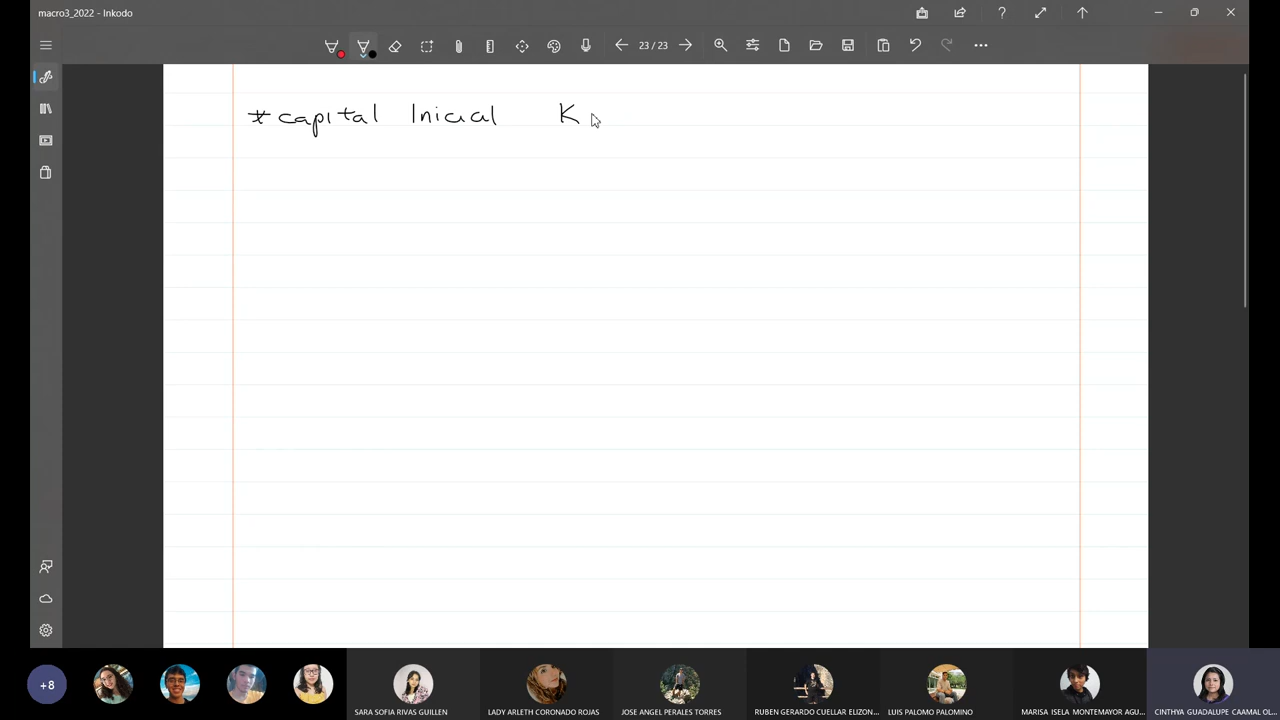 macro3_2022 - Inkodo
23 / 23
*capital Inicial K
+8
SARA SOFIA RIVAS GUILLEN
LADY ARLETH CORONADO ROJAS
JOSE ANGEL PERALES TORRES
RUBEN GERARDO CUELLAR ELIZON...
LUIS PALOMO PALOMINO
MARISA ISELA MONTEMAYOR AGU...
CINTHYA GUADALUPE CAAMAL OL...